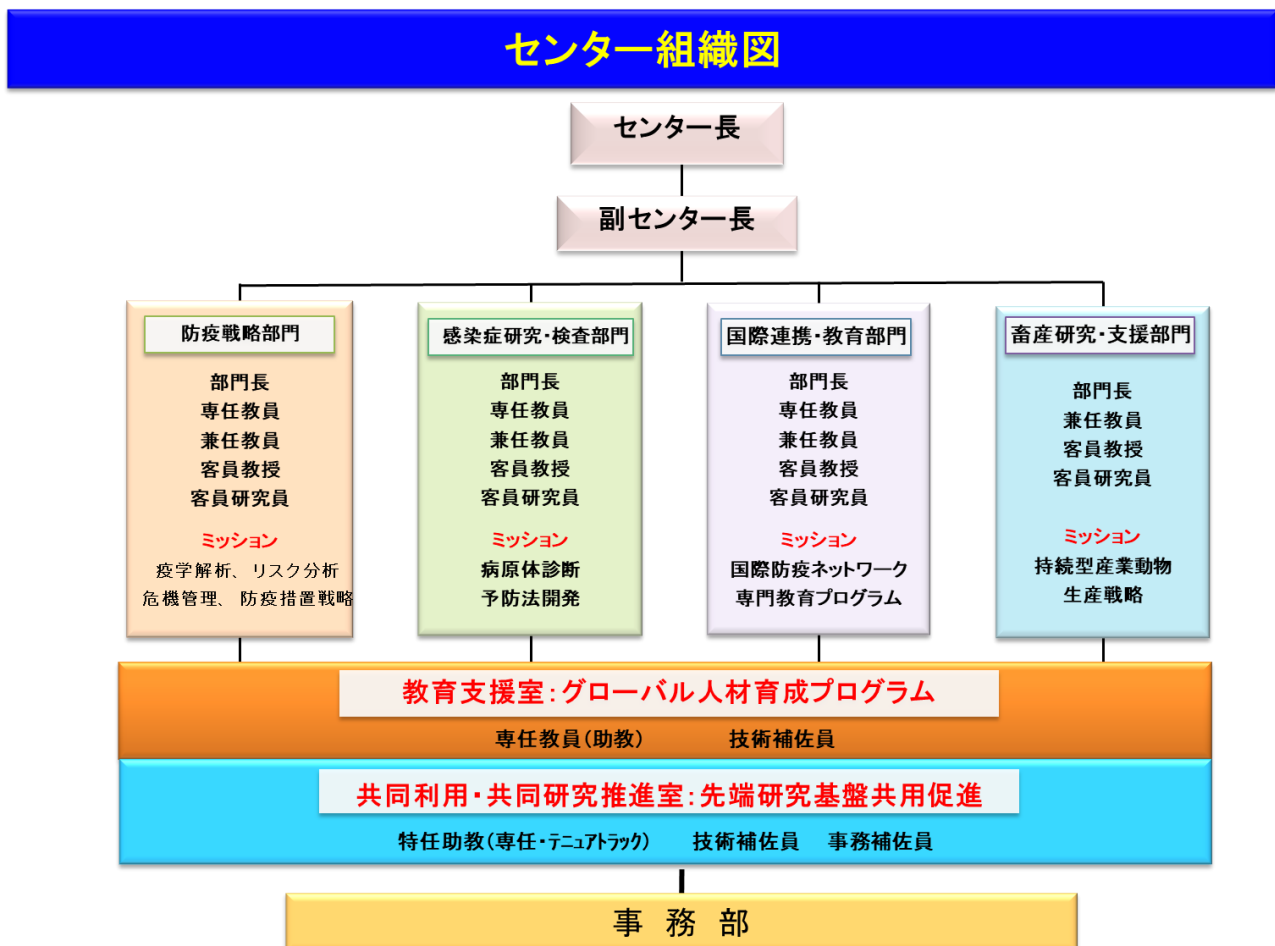 センター組織図
センター長
副センター長
防疫戦略部門
部門長
専任教員
兼任教員
客員教授
客員研究員
ミッション
疫学解析、リスク分析
危機管理、防疫措置戦略
感染症研究・検査部門
部門長
専任教員
兼任教員
客員教授
客員研究員
ミッション
病原体診断
予防法開発
国際連携・教育部門
部門長
専任教員
兼任教員
客員教授
客員研究員
ミッション
国際防疫ネットワーク
専門教育プログラム
畜産研究・支援部門
部門長
兼任教員
客員教授
客員研究員
ミッション
持続型産業動物
生産戦略
教育支援室：グローバル人材育成プログラム
専任教員（助教） 技術補佐員
共同利用・共同研究推進室：先端研究基盤共用促進
特任助教（専任・テニュアトラック） 技術補佐員 事務補佐員
事 務 部